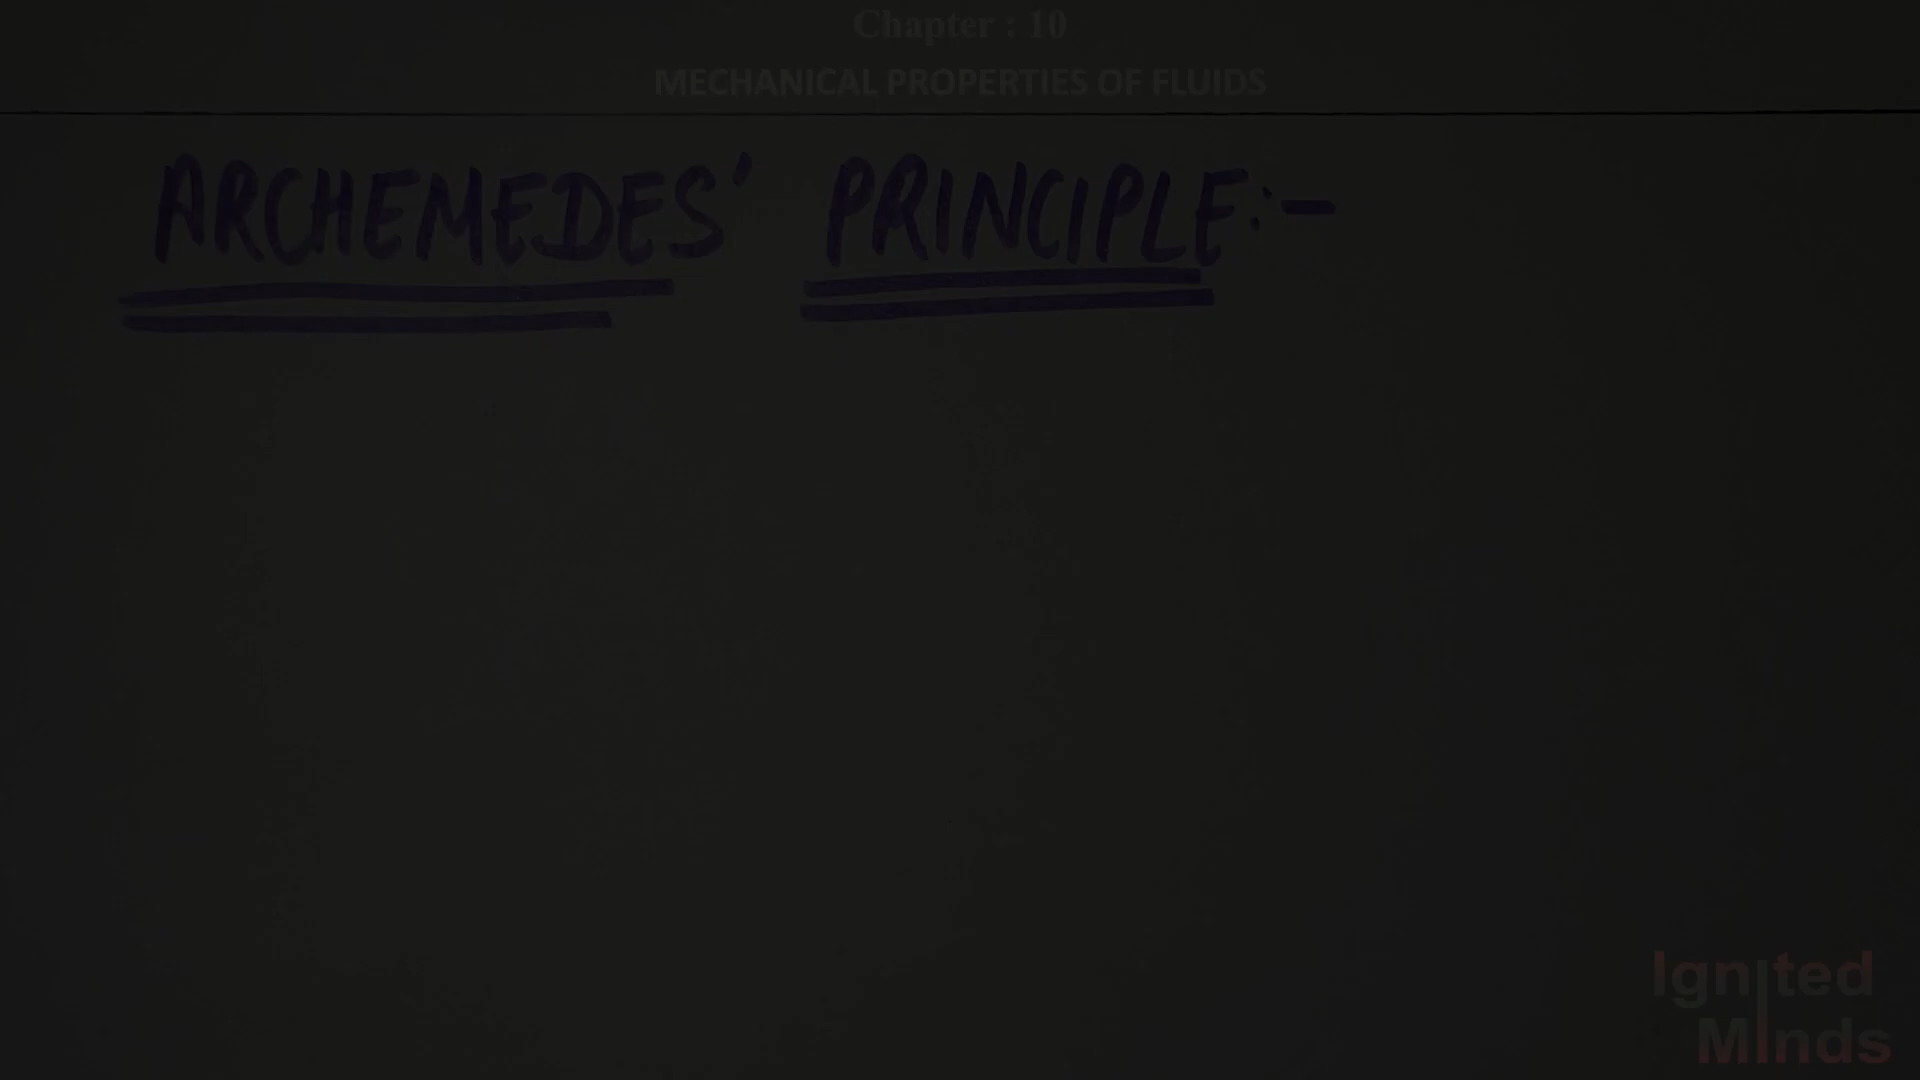 Chapter : 10
MECHANICAL PROPERTIES OF FLUIDS
ARCHEMEDES' PRINCIPLE:-
Ignited
Minds